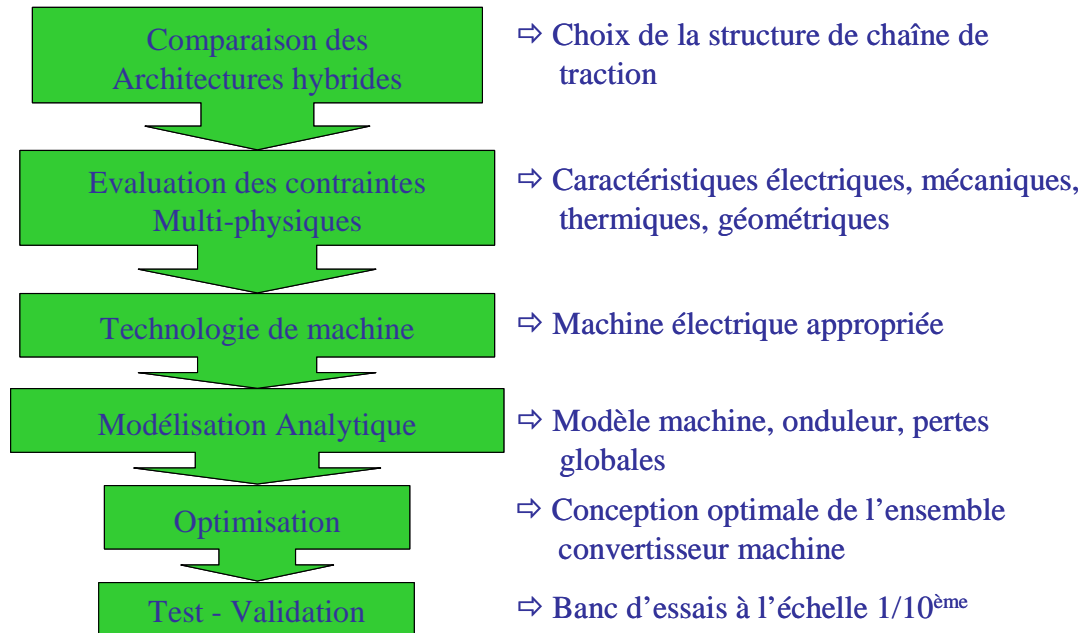 Comparaison des
Architectures hybrides
⇨ Choix de la structure de chaîne de
traction
Evaluation des contraintes
Multi-physiques
⇨ Caractéristiques électriques, mécaniques,
thermiques, géométriques
Technologie de machine
⇨ Machine électrique appropriée
Modélisation Analytique
⇨ Modèle machine, onduleur, pertes
globales
Optimisation
⇨ Conception optimale de l’ensemble
convertisseur machine
Test - Validation
⇨ Banc d’essais à l’échelle 1/10ème